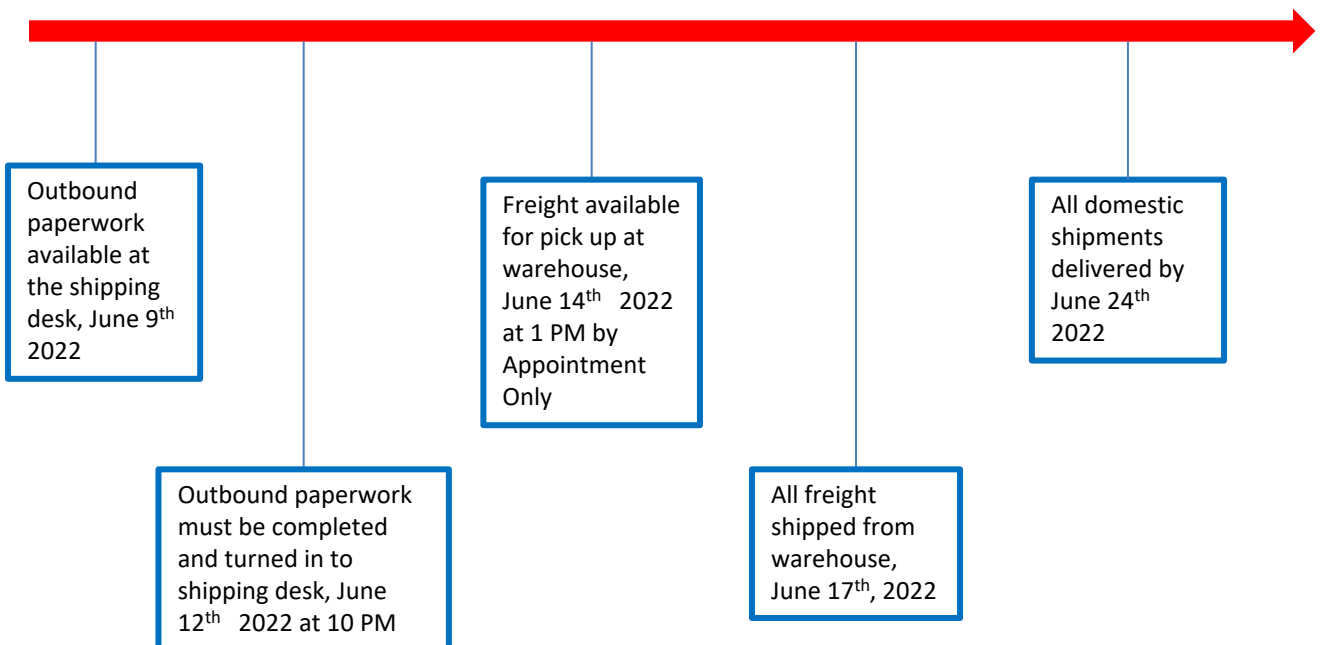 Outbound
paperwork
available at
the shipping
desk, June 9th
2022
Outbound paperwork
must be completed
and turned in to
shipping desk, June
12th 2022 at 10 PM
Freight available
for pick up at
warehouse,
June 14th 2022
at 1 PM by
Appointment
Only
All freight
shipped from
warehouse,
June 17th, 2022
All domestic
shipments
delivered by
June 24th
2022